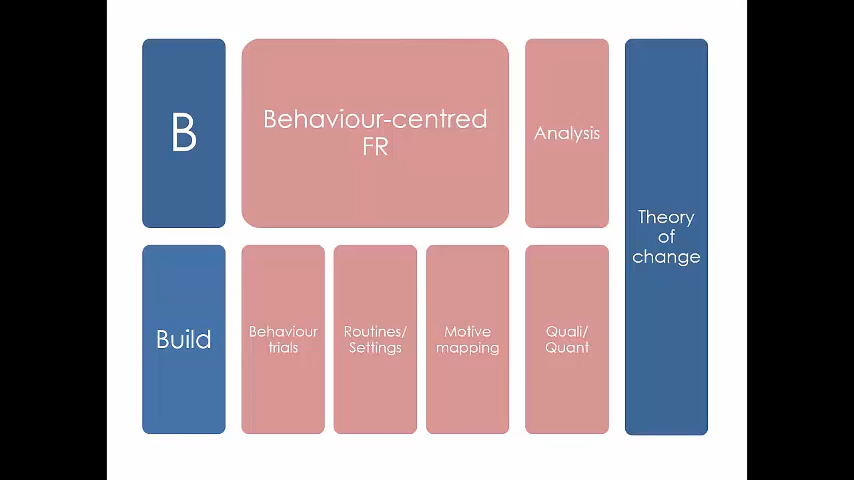 B
Behaviour-centred
FR
Analysis
Theory
of
change
Build
Behaviour
trials
Routines/
Settings
Motive
mapping
Quali/
Quant